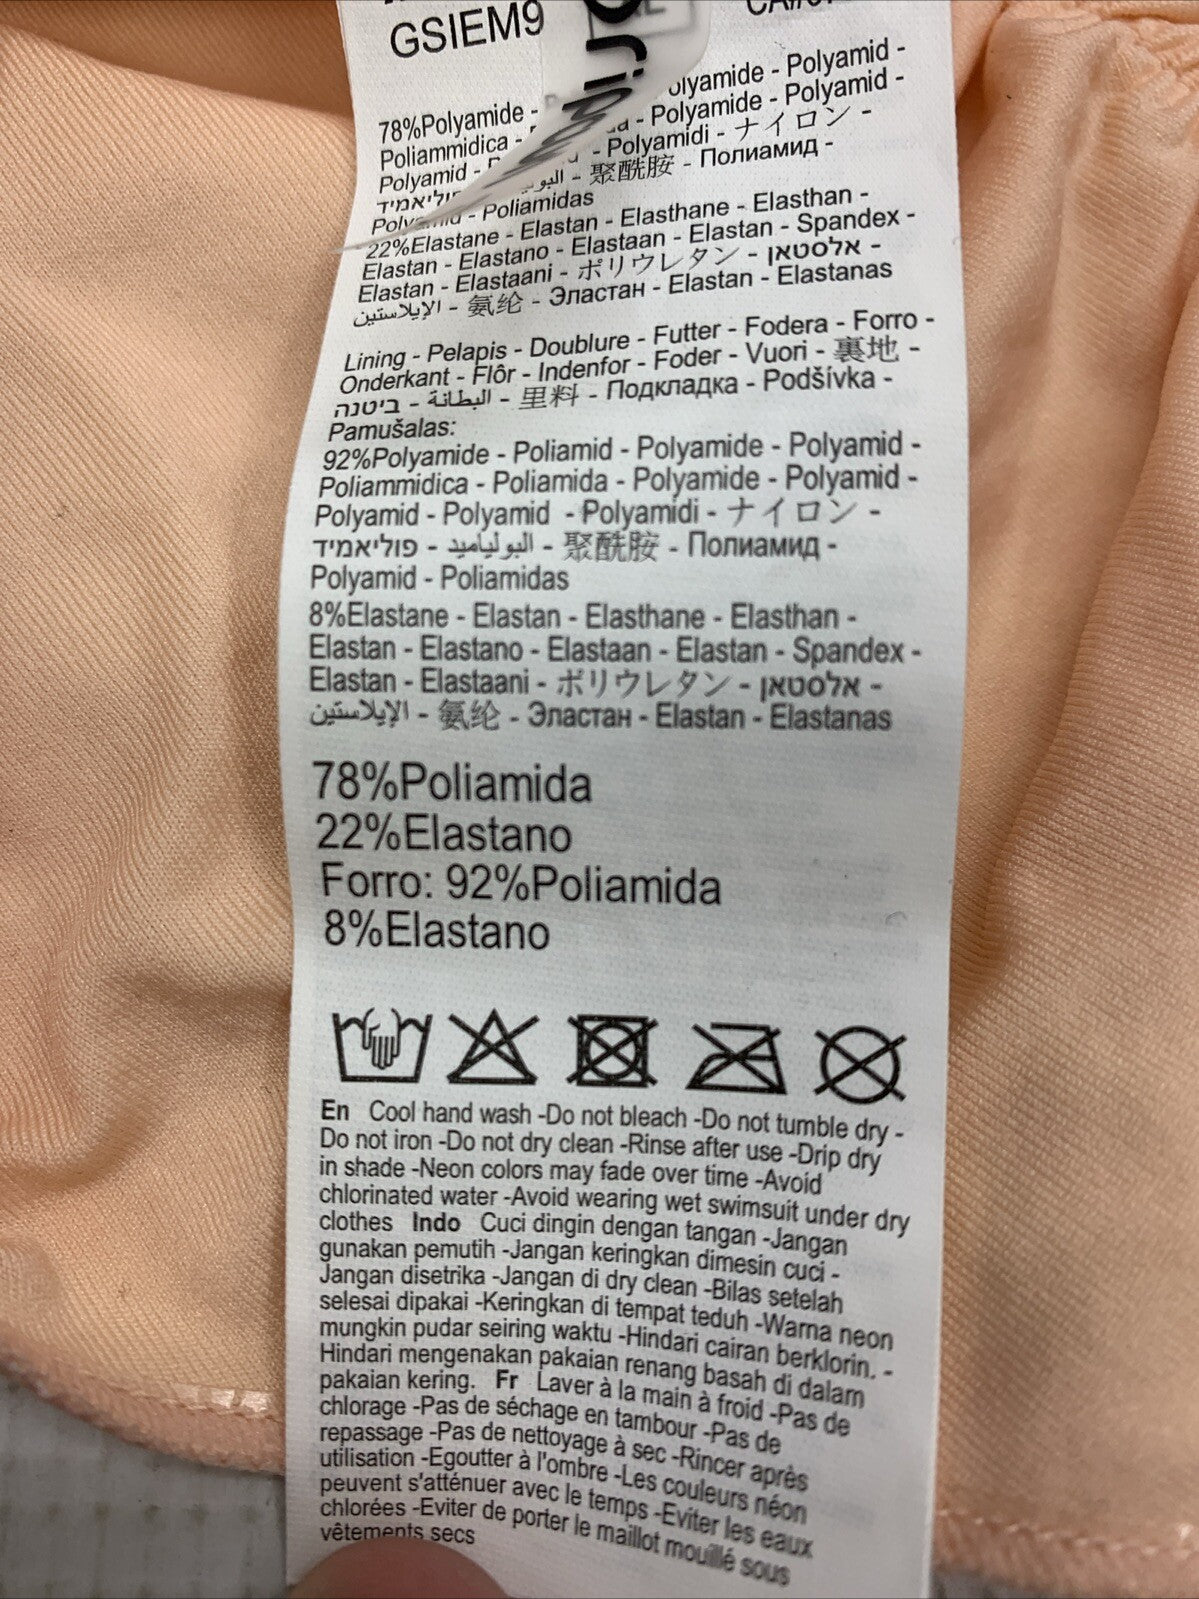 GSIEM9
78%Polyamide - olyamide - Polyamid -
Poliammidica - - Polyamide - Polyamid -
Polyamid - - Polyamidi - ナイロン -
- 聚酰胺 - Полиамид -
- Poliamidas
22%Elastane - Elastan - Elasthane - Elasthan -
Elastan - Elastano - Elastaan - Elastan - Spandex -
Elastan - Elastaani - ポリウレタン - אלסטאן -
الإيلاستين - 氨纶 - Эластан - Elastan - Elastanas
Lining - Pelapis - Doublure - Futter - Fodera - Forro -
Onderkant - Flôr - Indenfor - Foder - Vuori - 裏地 -
ביטנה - البطانة - 里料 - Подкладка - Podšívka -
Pamušalas:
92%Polyamide - Poliamid - Polyamide - Polyamid -
Poliammidica - Poliamida - Polyamide - Polyamid -
Polyamid - Polyamid - Polyamidi - ナイロン -
פוליאמיד - البولياميد - 聚酰胺 - Полиамид -
Polyamid - Poliamidas
8%Elastane - Elastan - Elasthane - Elasthan -
Elastan - Elastano - Elastaan - Elastan - Spandex -
Elastan - Elastaani - ポリウレタン - אלסטאן -
الإيلاستين - 氨纶 - Эластан - Elastan - Elastanas
78%Poliamida
22%Elastano
Forro: 92%Poliamida
8%Elastano
En Cool hand wash -Do not bleach -Do not tumble dry -
Do not iron -Do not dry clean -Rinse after use -Drip dry
in shade -Neon colors may fade over time -Avoid
chlorinated water -Avoid wearing wet swimsuit under dry
clothes Indo Cuci dingin dengan tangan -Jangan
gunakan pemutih -Jangan keringkan dimesin cuci -
Jangan disetrika -Jangan di dry clean -Bilas setelah
selesai dipakai -Keringkan di tempat teduh -Warna neon
mungkin pudar seiring waktu -Hindari cairan berklorin. -
Hindari mengenakan pakaian renang basah di dalam
pakaian kering. Fr Laver à la main à froid -Pas de
chlorage -Pas de séchage en tambour -Pas de
repassage -Pas de nettoyage à sec -Rincer après
utilisation -Egoutter à l'ombre -Les couleurs néon
peuvent s'atténuer avec le temps -Eviter les eaux
chlorées -Eviter de porter le maillot mouillé sous
vêtements secs